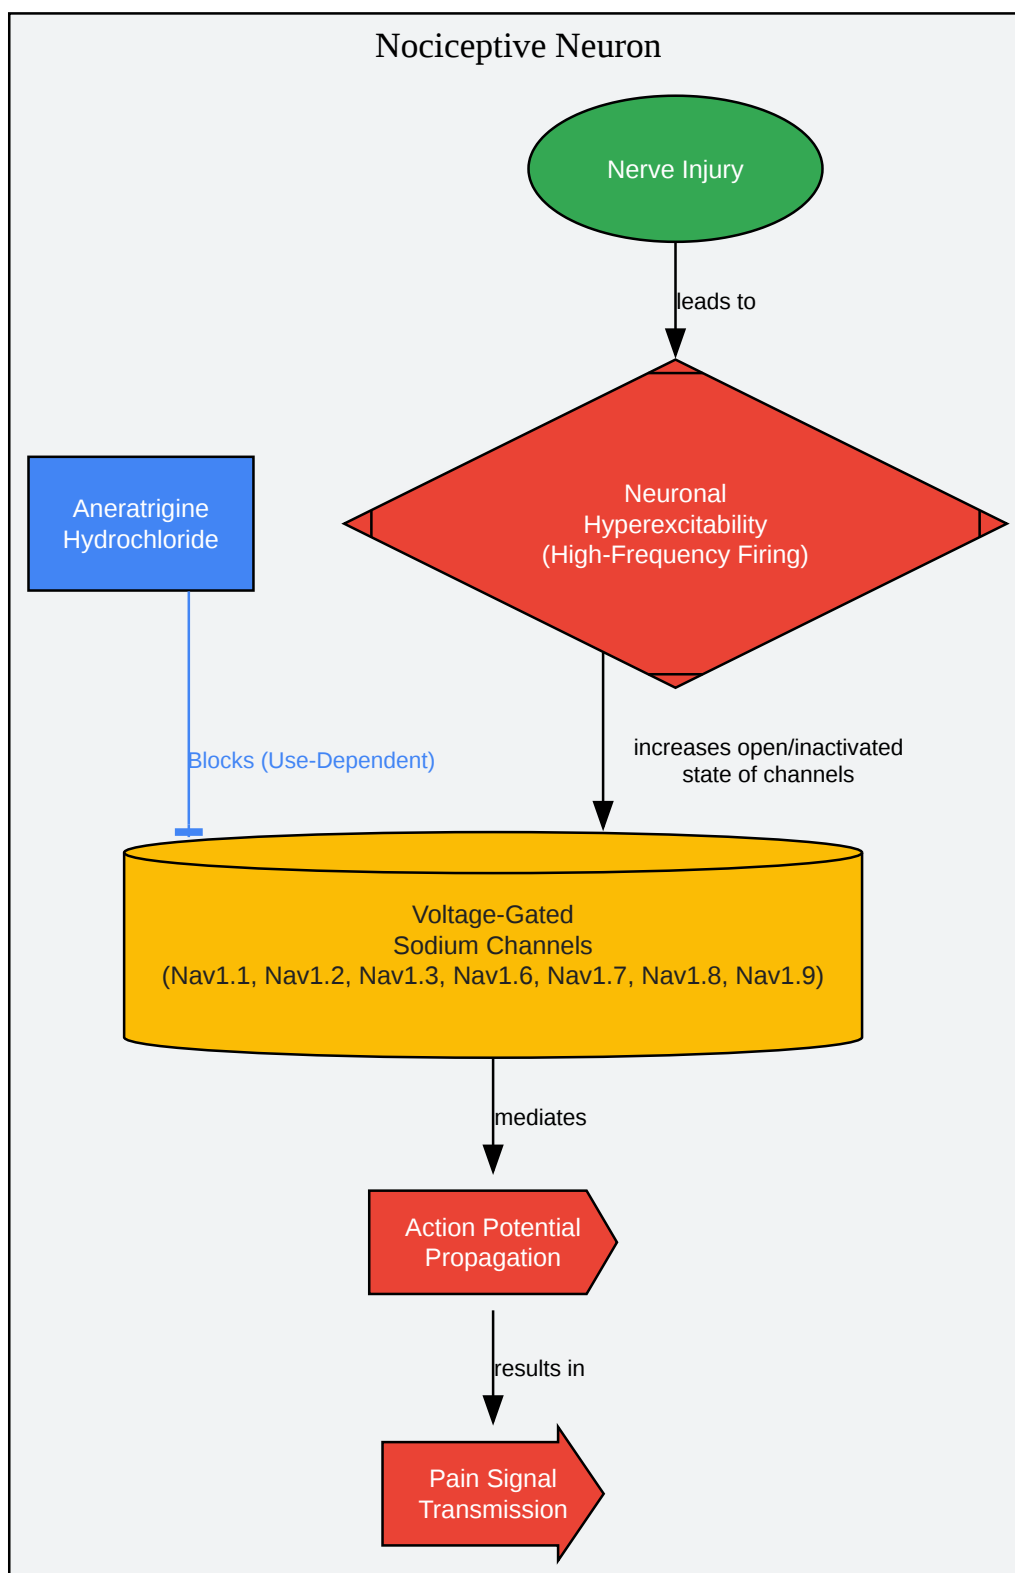 Nociceptive Neuron
Nerve Injury
leads to
Neuronal
Hyperexcitability
(High-Frequency Firing)
Aneratrigine
Hydrochloride
increases open/inactivated
state of channels
Blocks (Use-Dependent)
Voltage-Gated
Sodium Channels
(Nav1.1, Nav1.2, Nav1.3, Nav1.6, Nav1.7, Nav1.8, Nav1.9)
mediates
Action Potential
Propagation
results in
Pain Signal
Transmission